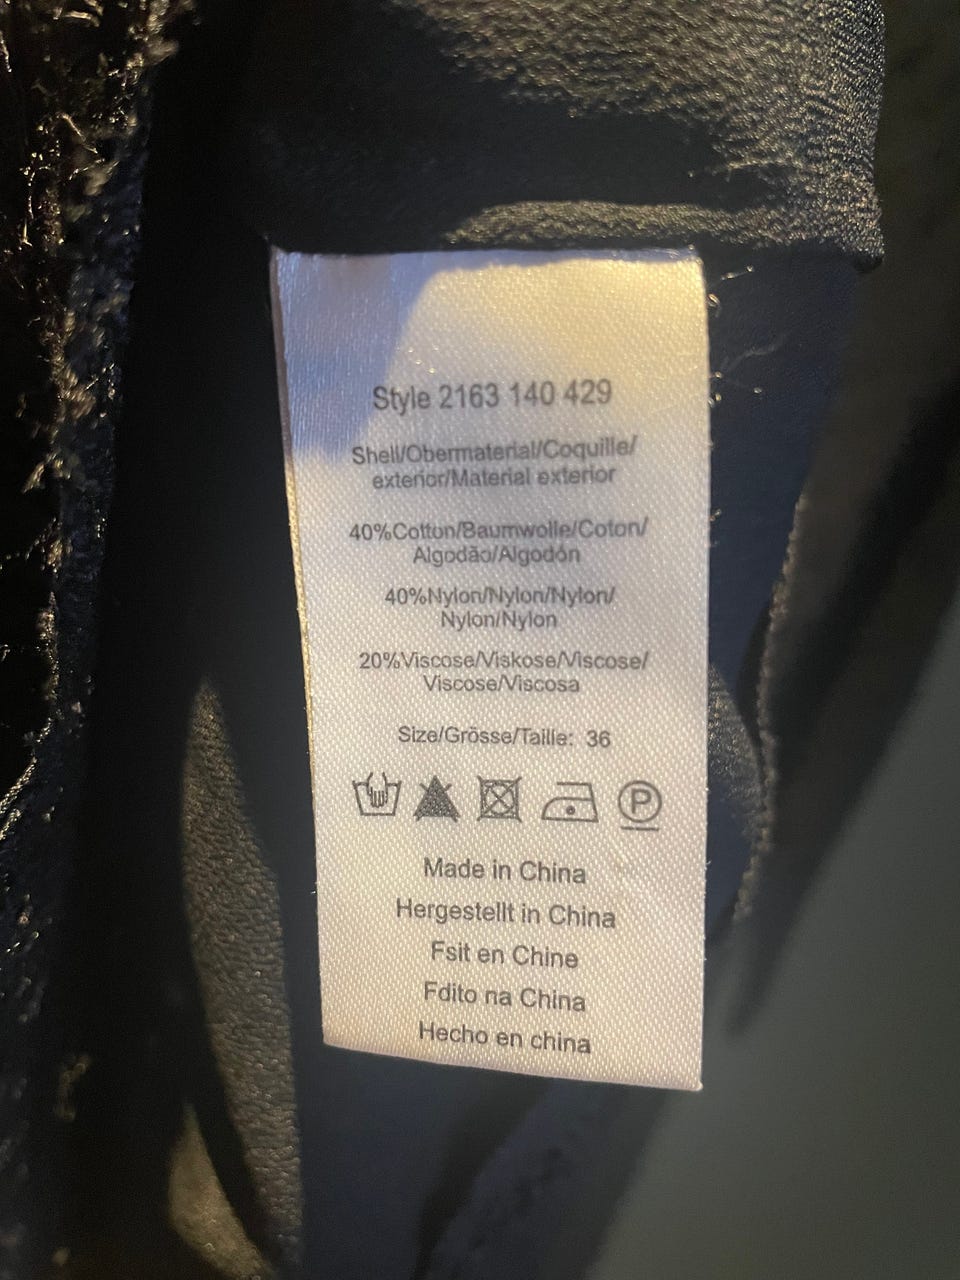 Style 2163 140 429
Shell/Obermaterial/Coquille/
exterior/Material exterior
40%Cotton/Baumwolle/Coton/
Algodão/Algodón
40%Nylon/Nylon/Nylon/
Nylon/Nylon
20%Viscose/Viskose/Viscose/
Viscose/Viscosa
Size/Grösse/Taille: 36
P
Made in China
Hergestellt in China
Fsit en Chine
Fdito na China
Hecho en china